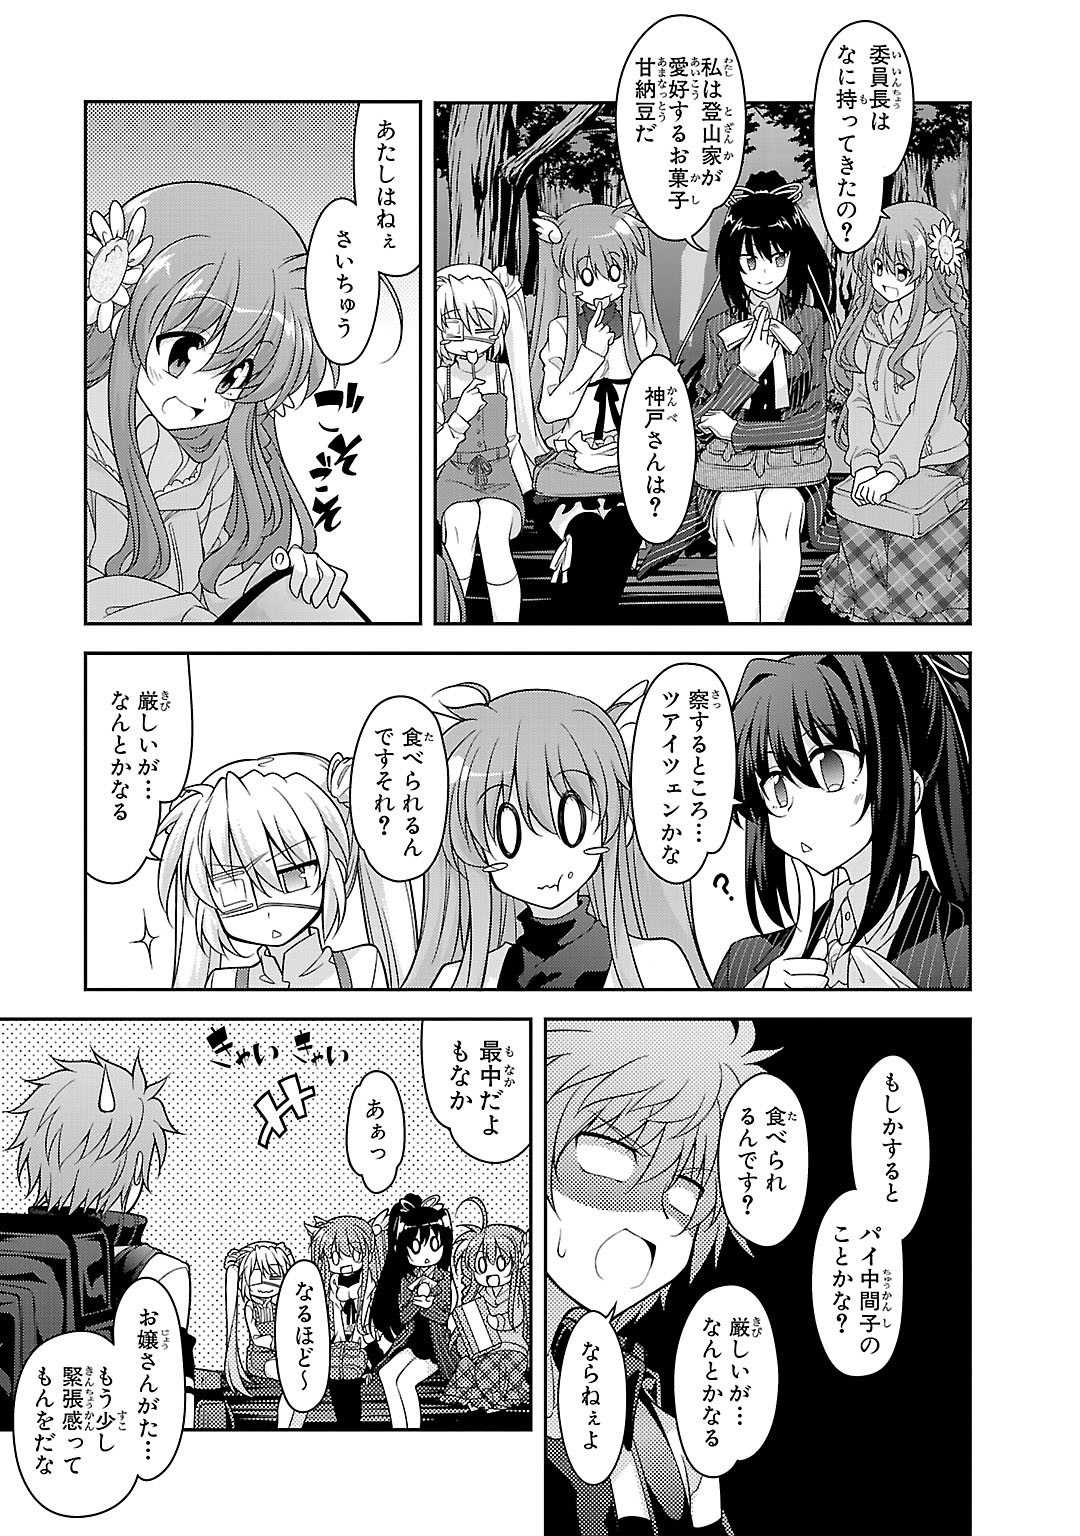 委員長は
なに持ってきたの？
私は登山家が
愛好するお菓子
甘納豆だ
神戸さんは？
あたしはねぇ
さいちゅう
ごそ
ごそ
察するところ…
ツァイツェンかな
？
食べられるん
ですそれ？
厳しいが…
なんとかなる
もしかすると
パイ中間子の
ことかな？
食べられ
るんです？
厳しいが…
なんとかなる
ならねぇよ
最中だよ
もなか
あぁっ
なるほど～
きゃい
きゃい
お嬢さんがた…
もう少し
緊張感って
もんをだな